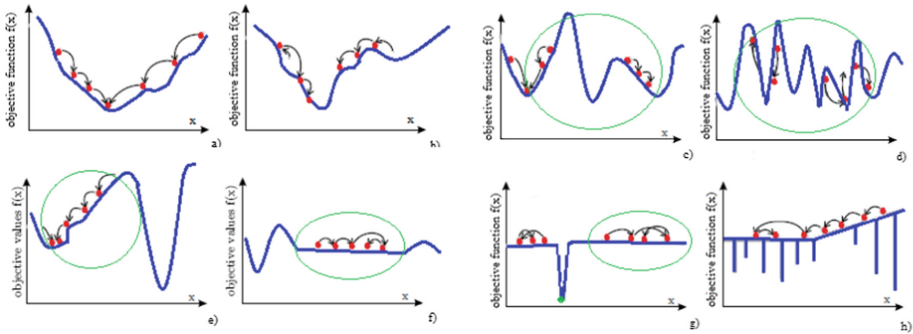 objective function f(x)
x
a)
objective function f(x)
x
b)
objective function f(x)
x
c)
objective function f(x)
d)
objective values f(x)
x
e)
objective values f(x)
x
f)
objective function f(x)
x
g)
objective function f(x)
x
h)